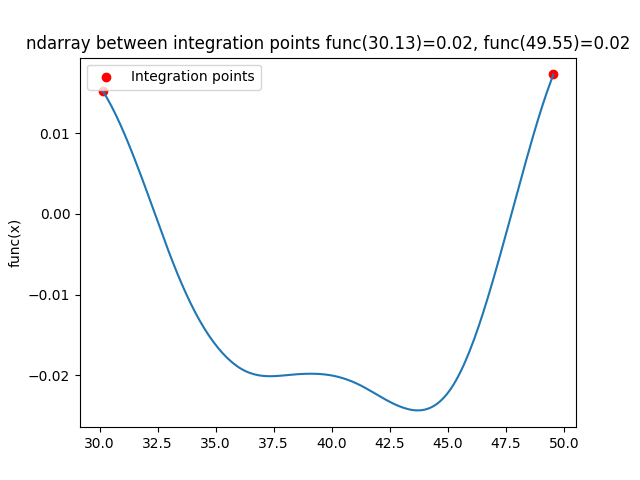 ndarray between integration points func(30.13)=0.02, func(49.55)=0.02
Integration points
func(x)
0.01
0.00
−0.01
−0.02
30.0 32.5 35.0 37.5 40.0 42.5 45.0 47.5 50.0